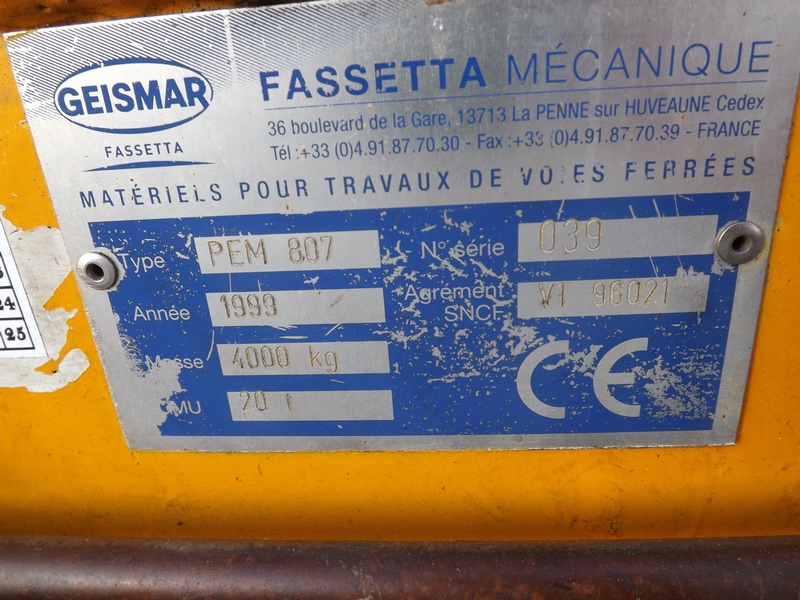 GEISMAR
FASSETTA
FASSETTA MÉCANIQUE
36 boulevard de la Gare, 13713 La PENNE sur HUVEAUNE Cedex
Tél :+33 (0)4.91.87.70.30 - Fax :+33 (0)4.91.87.70.39 - FRANCE
MATÉRIELS POUR TRAVAUX DE VOIES FERRÉES
Type PEM 807
N° série 039
Année 1999
Agrément SNCF VT 96021
Masse 4000 kg
CMU 20 t
CE
24
25